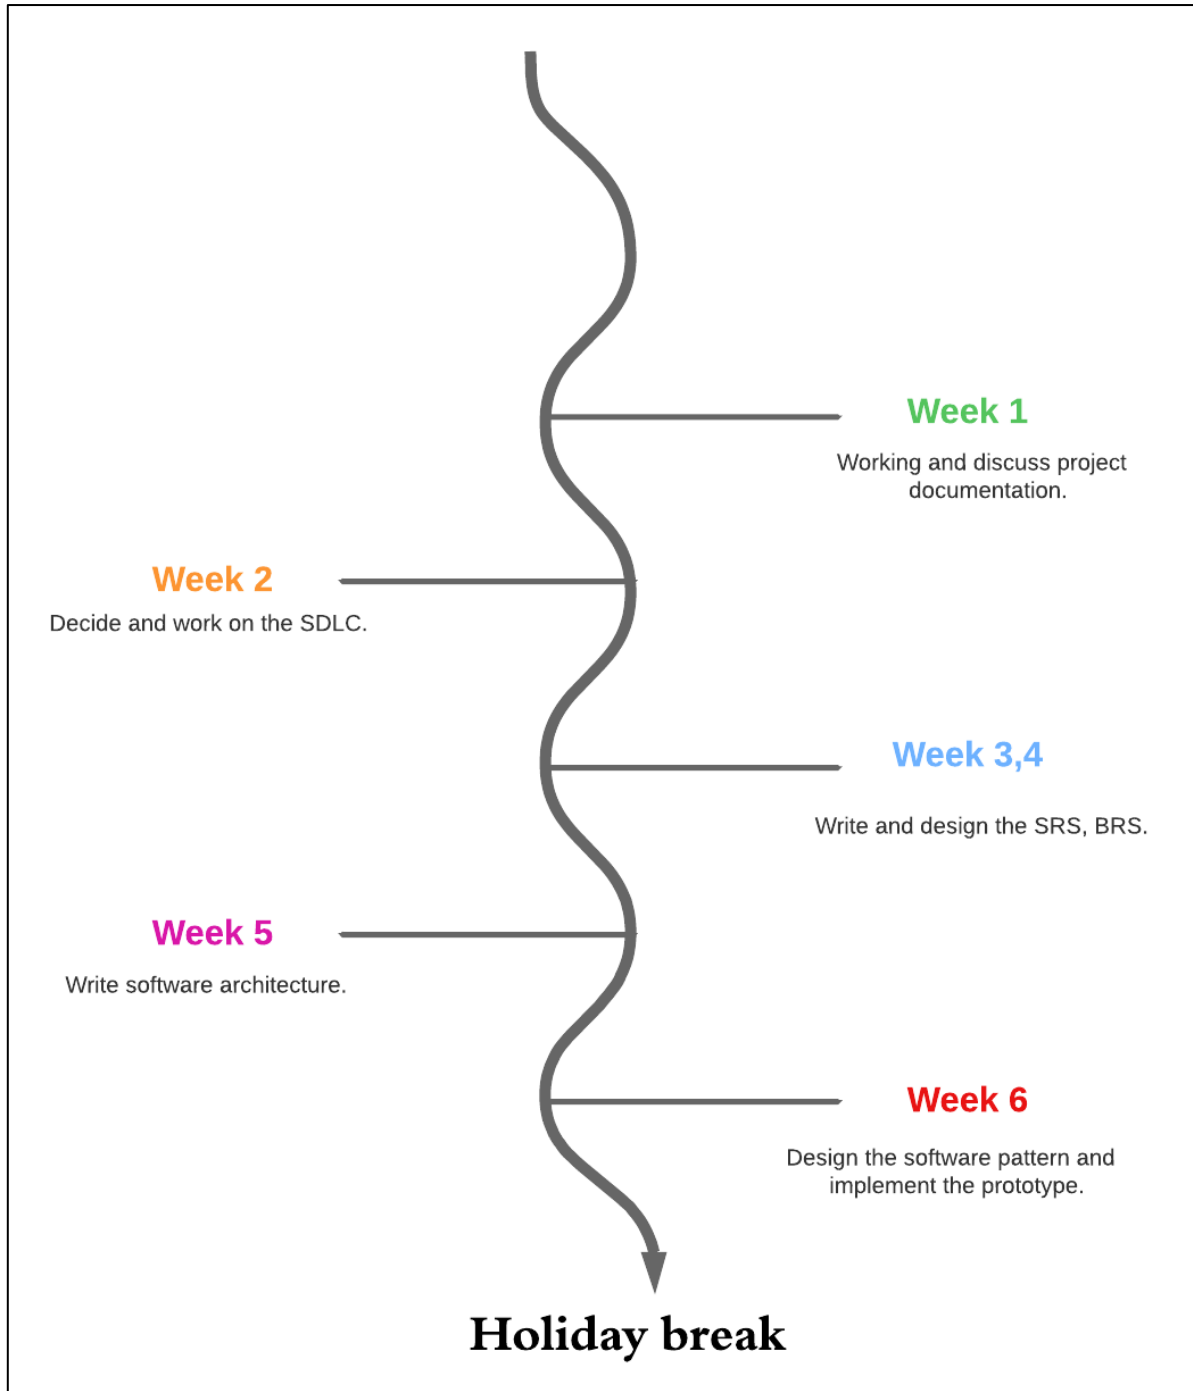 Week 1
Working and discuss project
documentation.
Week 2
Decide and work on the SDLC.
Week 3,4
Write and design the SRS, BRS.
Week 5
Write software architecture.
Week 6
Design the software pattern and
implement the prototype.
Holiday break